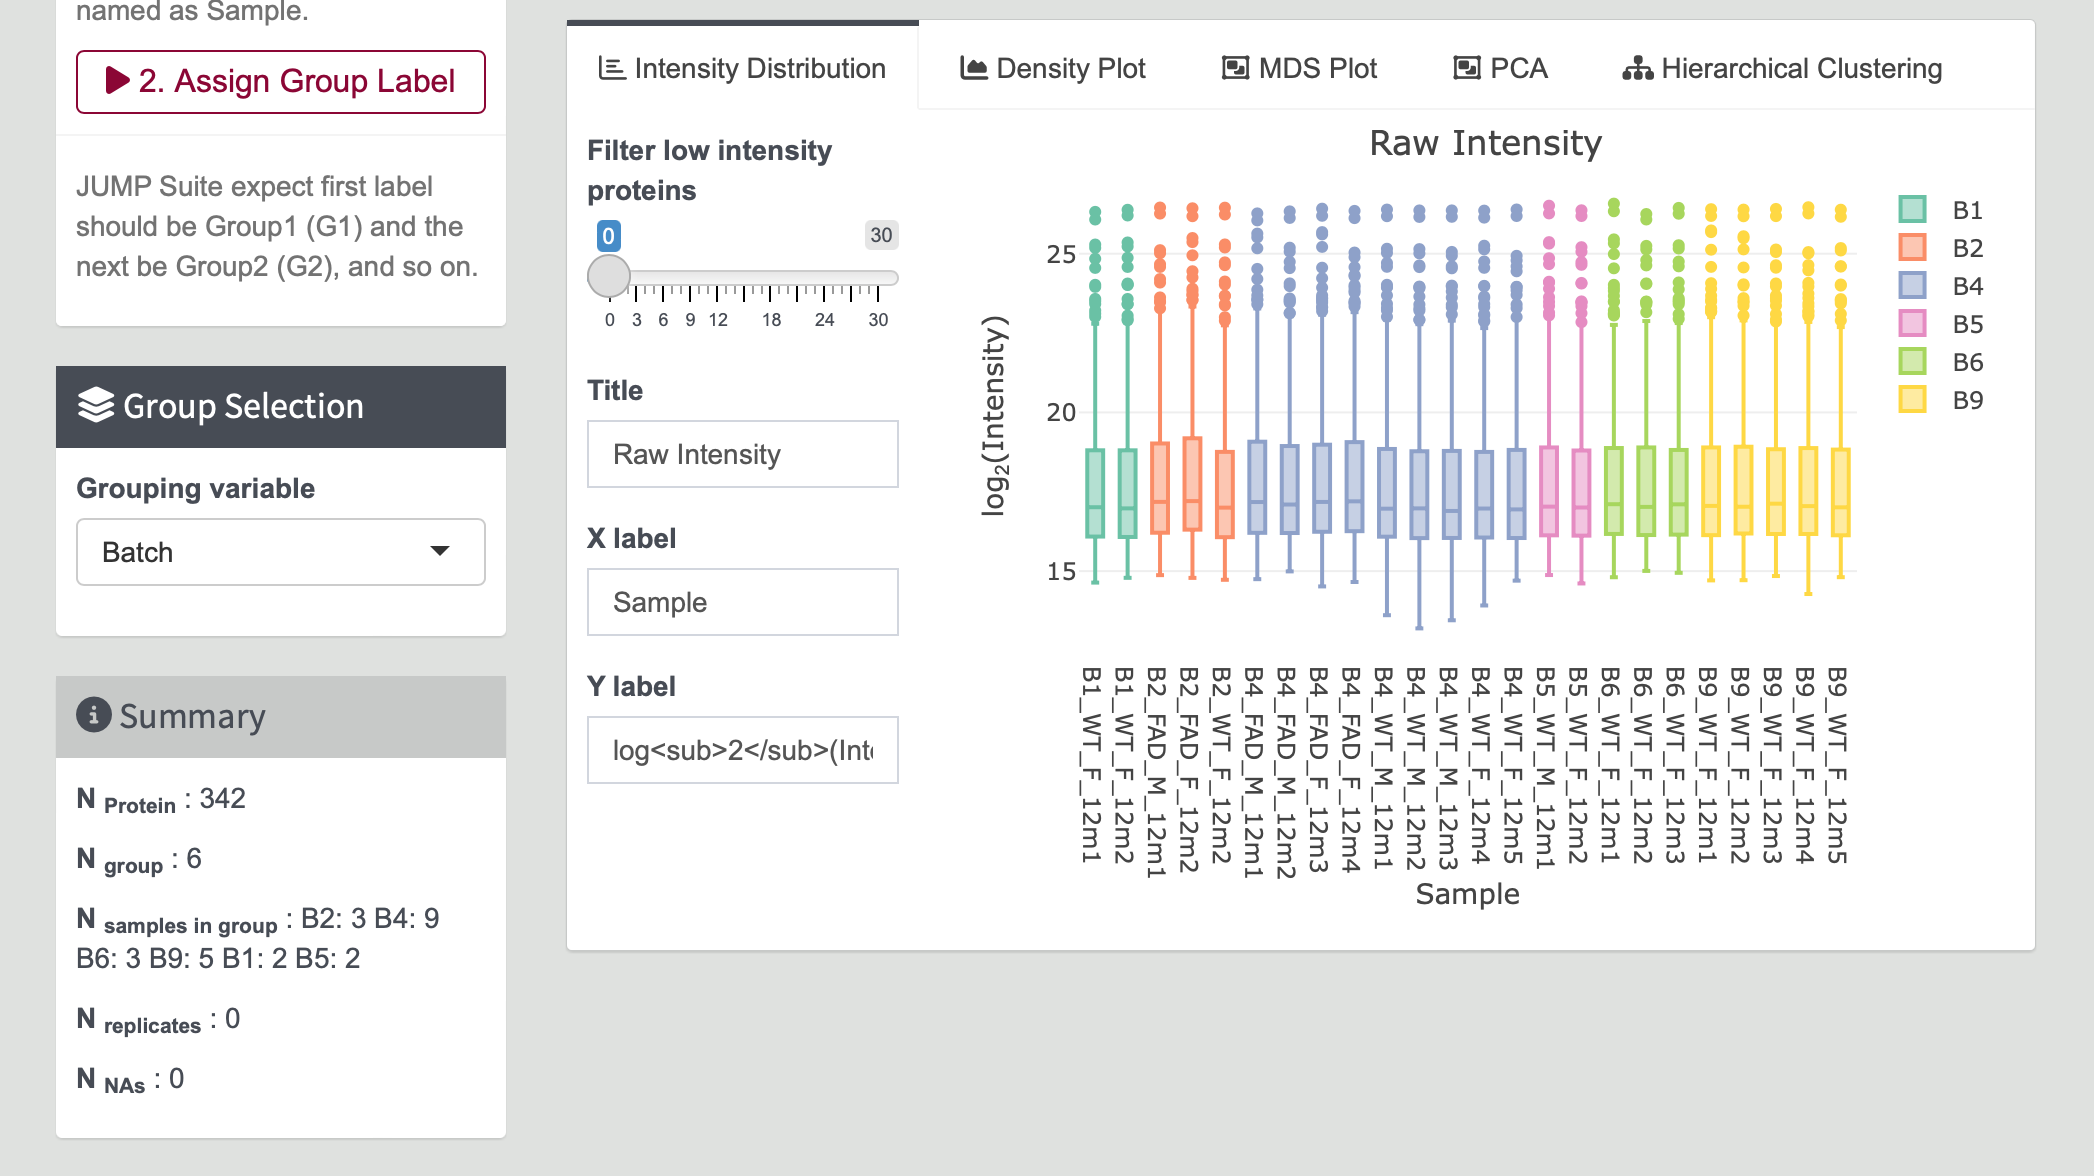 named as Sample.
2. Assign Group Label
JUMP Suite expect first label
should be Group1 (G1) and the
next be Group2 (G2), and so on.
Group Selection
Grouping variable
Batch
Summary
N Protein : 342
N group : 6
N samples in group : B2: 3 B4: 9
B6: 3 B9: 5 B1: 2 B5: 2
N replicates : 0
N NAs : 0
Intensity Distribution
Density Plot
MDS Plot
PCA
Hierarchical Clustering
Filter low intensity
proteins
0
30
0 3 6 9 12 18 24 30
Title
Raw Intensity
X label
Sample
Y label
log<sub>2</sub>(Int
Raw Intensity
log2(Intensity)
25
20
15
B1_WT_F_12m1
B1_WT_F_12m2
B2_FAD_M_12m1
B2_FAD_F_12m2
B2_WT_F_12m2
B4_FAD_M_12m1
B4_FAD_M_12m2
B4_FAD_F_12m3
B4_FAD_F_12m4
B4_WT_M_12m1
B4_WT_M_12m2
B4_WT_M_12m3
B4_WT_F_12m4
B4_WT_F_12m5
B5_WT_M_12m1
B5_WT_F_12m2
B6_WT_F_12m1
B6_WT_F_12m2
B6_WT_F_12m3
B9_WT_F_12m1
B9_WT_F_12m2
B9_WT_F_12m3
B9_WT_F_12m4
B9_WT_F_12m5
Sample
B1
B2
B4
B5
B6
B9